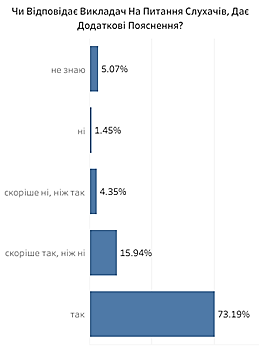 Чи Відповідає Викладач На Питання Слухачів, Дає
Додаткові Пояснення?
не знаю
5.07%
ні
1.45%
скоріше ні, ніж так
4.35%
скоріше так, ніж ні
15.94%
так
73.19%